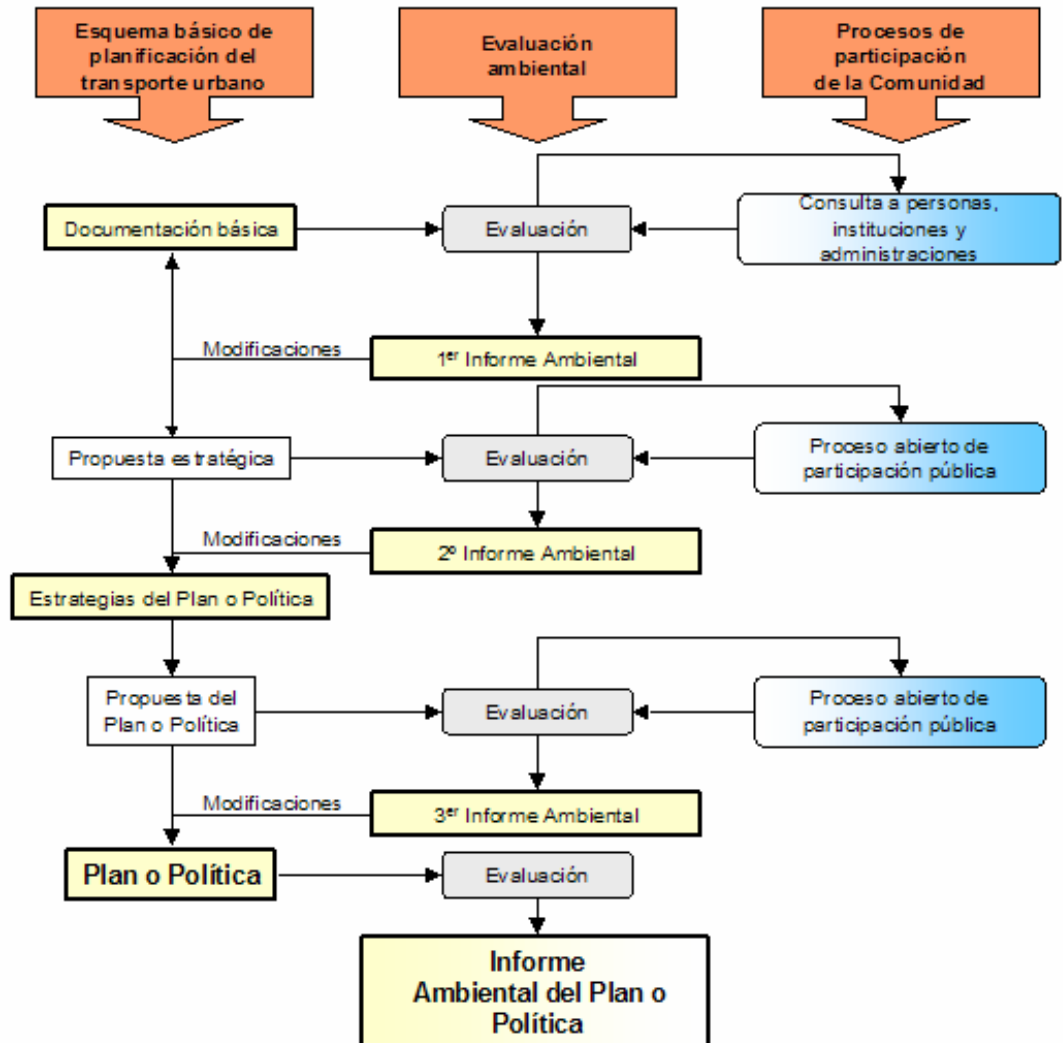 Esquema básico de
planificación del
transporte urbano
Evaluación
ambiental
Procesos de
participación
de la Comunidad
Documentación básica
Evaluación
Consulta a personas,
instituciones y
administraciones
Modificaciones
1er Informe Ambiental
Propuesta estratégica
Evaluación
Proceso abierto de
participación pública
Modificaciones
2º Informe Ambiental
Estrategias del Plan o Política
Propuesta del
Plan o Política
Evaluación
Proceso abierto de
participación pública
Modificaciones
3er Informe Ambiental
Plan o Política
Evaluación
Informe
Ambiental del Plan o
Política